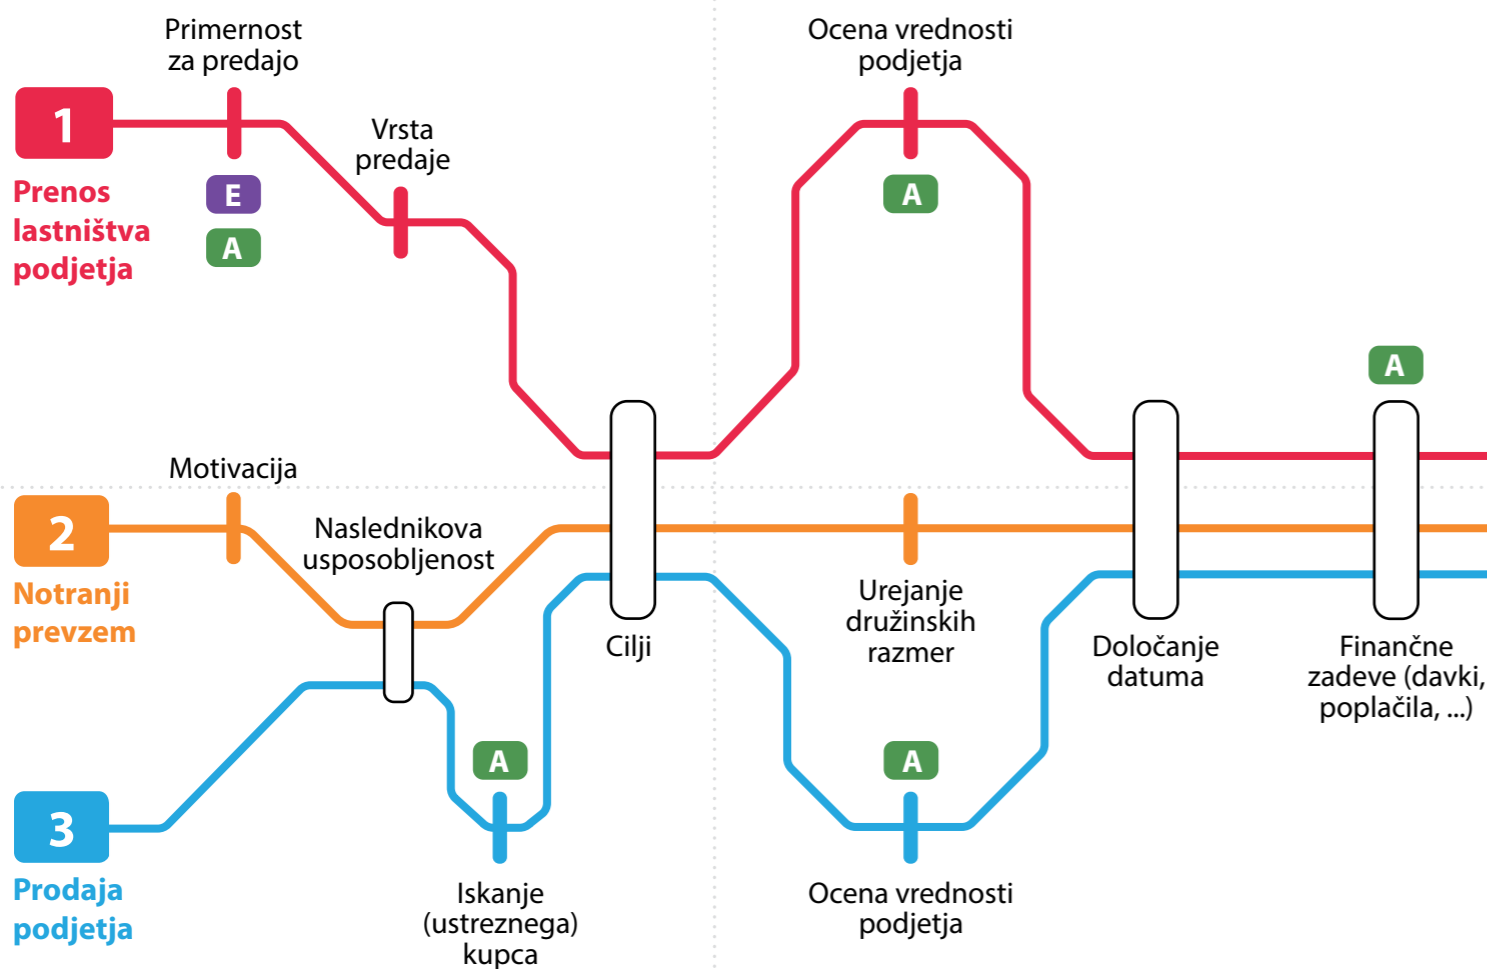 Primernost
za predajo
Ocena vrednosti
podjetja
1
Vrsta
predaje
Prenos
lastništva
podjetja
E
A
A
A
Motivacija
2
Naslednikova
usposobljenost
Notranji
prevzem
Cilji
Urejanje
družinskih
razmer
Določanje
datuma
Finančne
zadeve (davki,
poplačila, ...)
A
A
3
Prodaja
podjetja
Iskanje
(ustreznega)
kupca
Ocena vrednosti
podjetja